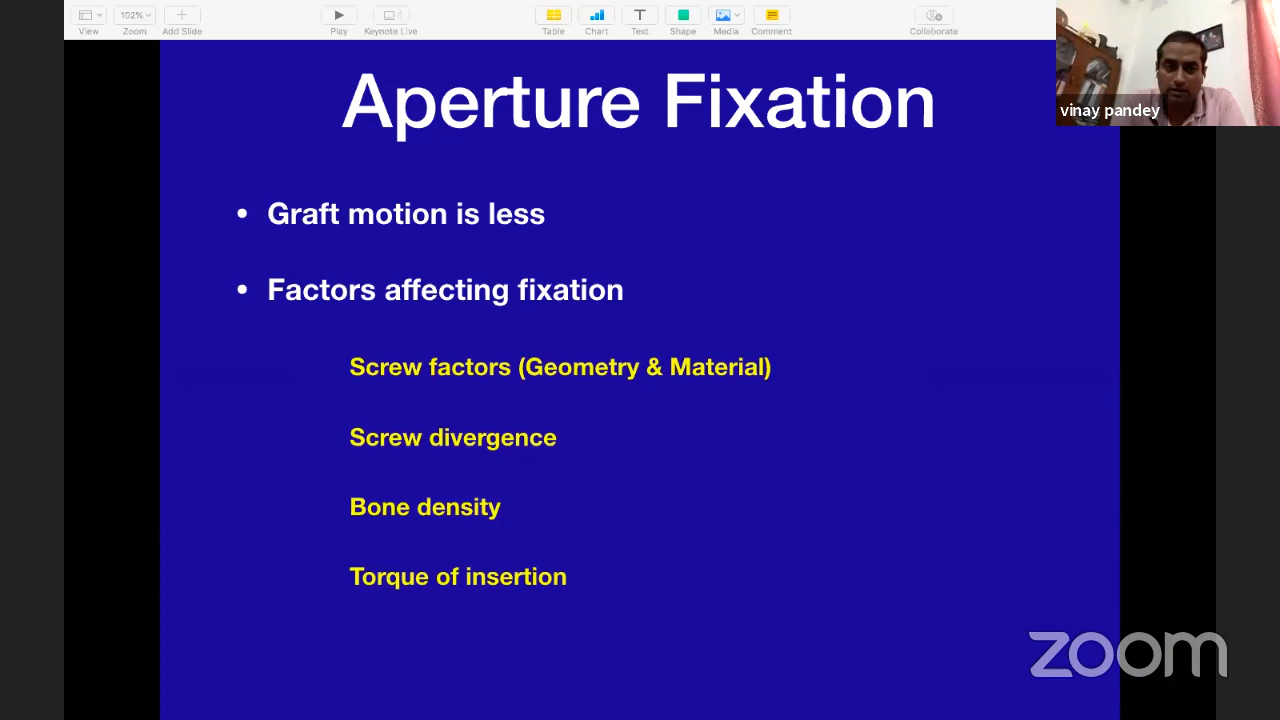 102%
View
Zoom
Add Slide
Play
Keynote Live
Table
Chart
Text
Shape
Media
Comment
Collaborate
Aperture Fixation
vinay pandey
• Graft motion is less
• Factors affecting fixation
Screw factors (Geometry & Material)
Screw divergence
Bone density
Torque of insertion
zoom